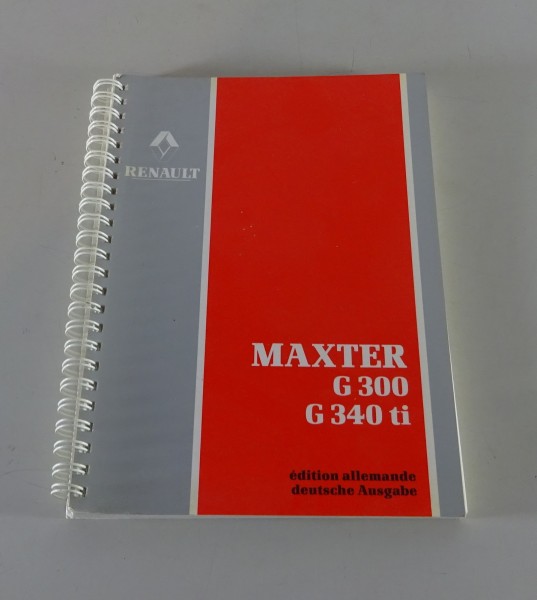 RENAULT
MAXTER
G 300
G 340 ti
édition allemande
deutsche Ausgabe